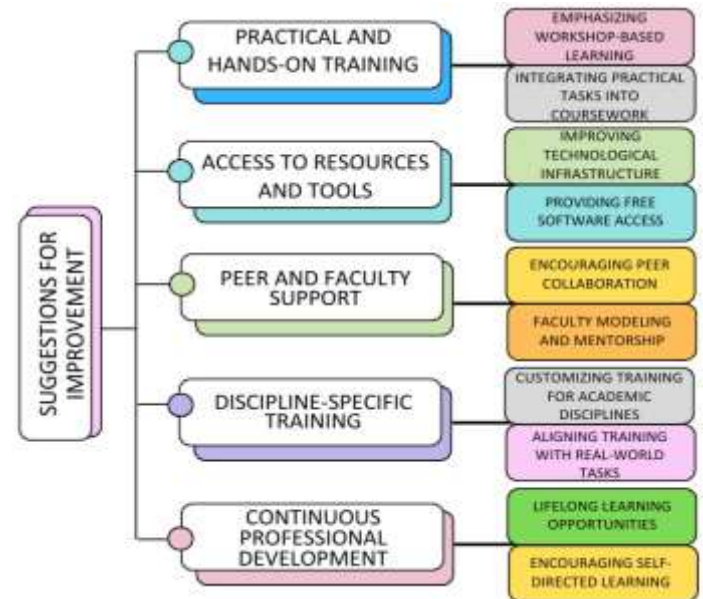 SUGGESTIONS FOR
IMPROVEMENT
PRACTICAL AND
HANDS-ON TRAINING
EMPHASIZING
WORKSHOP-BASED
LEARNING
INTEGRATING PRACTICAL
TASKS INTO
COURSEWORK
ACCESS TO RESOURCES
AND TOOLS
IMPROVING
TECHNOLOGICAL
INFRASTRUCTURE
PROVIDING FREE
SOFTWARE ACCESS
PEER AND FACULTY
SUPPORT
ENCOURAGING PEER
COLLABORATION
FACULTY MODELING
AND MENTORSHIP
DISCIPLINE-SPECIFIC
TRAINING
CUSTOMIZING TRAINING
FOR ACADEMIC
DISCIPLINES
ALIGNING TRAINING
WITH REAL-WORLD
TASKS
CONTINUOUS
PROFESSIONAL
DEVELOPMENT
LIFELONG LEARNING
OPPORTUNITIES
ENCOURAGING SELF-
DIRECTED LEARNING